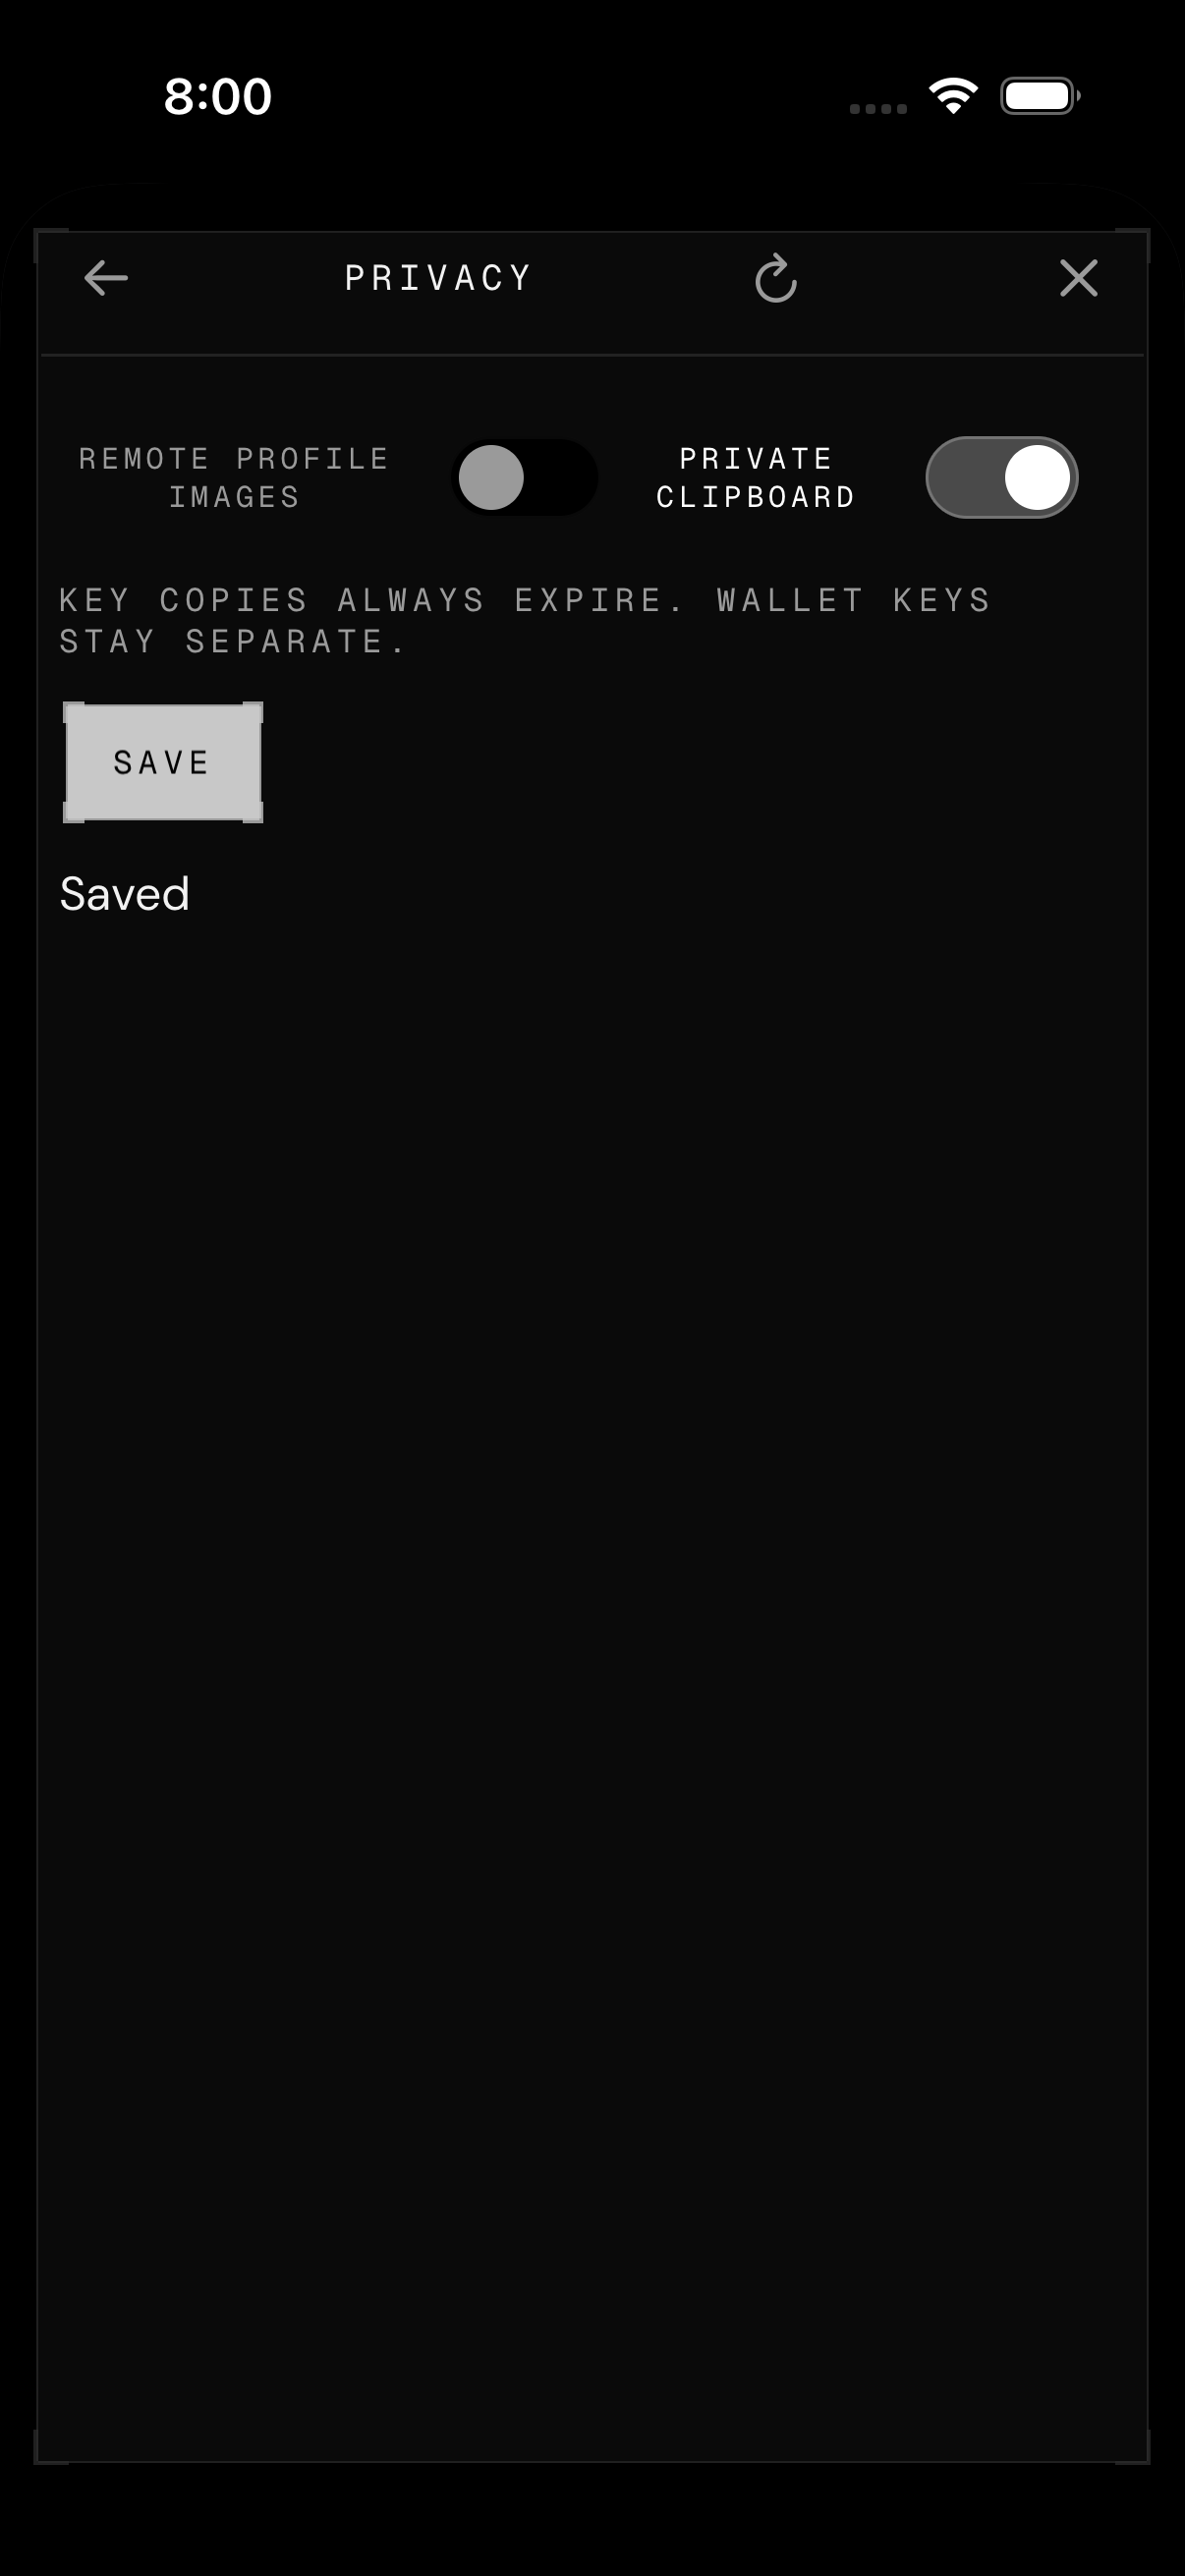 8:00
PRIVACY
REMOTE PROFILE
IMAGES
PRIVATE
CLIPBOARD
KEY COPIES ALWAYS EXPIRE. WALLET KEYS
STAY SEPARATE.
SAVE
Saved